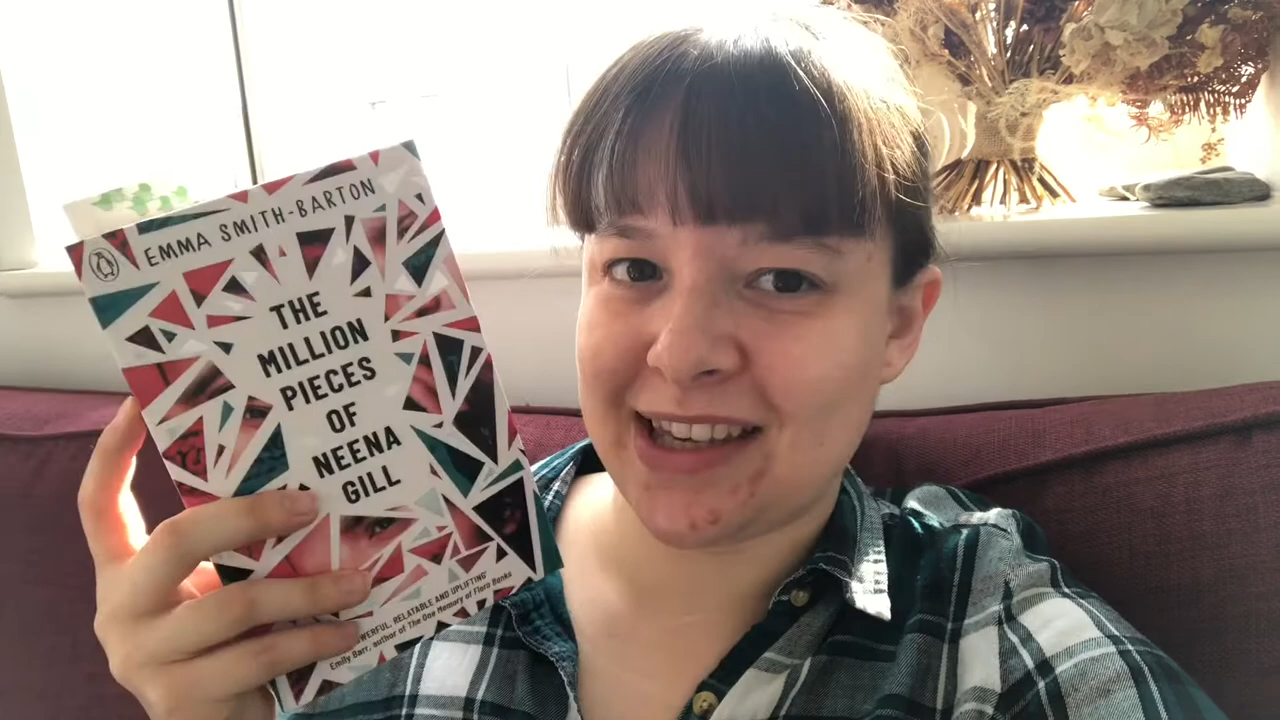 EMMA SMITH-BARTON
THE
MILLION
PIECES
OF
NEENA
GILL
POWERFUL, RELATABLE AND UPLIFTING'
Emily Barr, author of The One Memory of Flora Banks